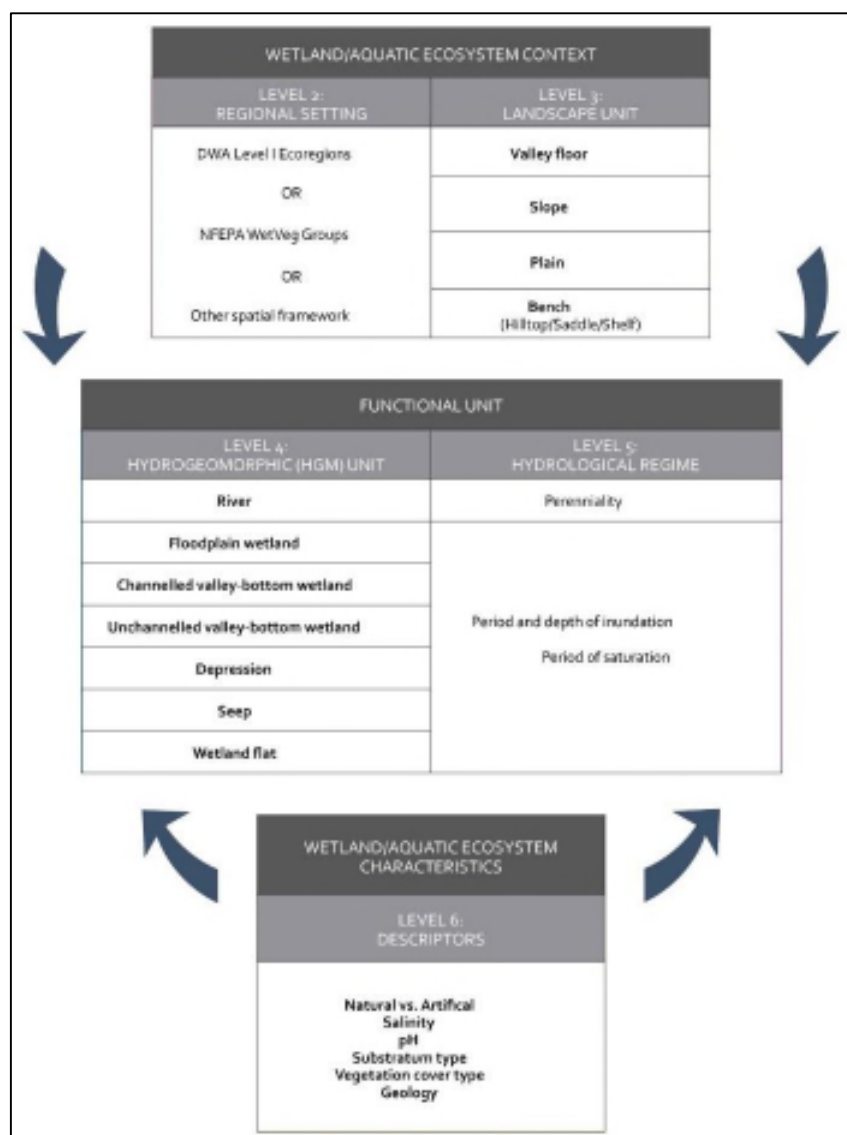 WETLAND/AQUATIC ECOSYSTEM CONTEXT
LEVEL 2:
REGIONAL SETTING
DWA Level I Ecoregions
OR
NFEPA WetVeg Groups
OR
Other spatial framework
LEVEL 3:
LANDSCAPE UNIT
Valley floor
Slope
Plain
Bench
(Hilltop/Saddle/Shelf)
FUNCTIONAL UNIT
LEVEL 4:
HYDROGEOMORPHIC (HGM) UNIT
River
Floodplain wetland
Channelled valley-bottom wetland
Unchannelled valley-bottom wetland
Depression
Seep
Wetland flat
LEVEL 5:
HYDROLOGICAL REGIME
Perenniality
Period and depth of inundation
Period of saturation
WETLAND/AQUATIC ECOSYSTEM
CHARACTERISTICS
LEVEL 6:
DESCRIPTORS
Natural vs. Artifical
Salinity
pH
Substratum type
Vegetation cover type
Geology